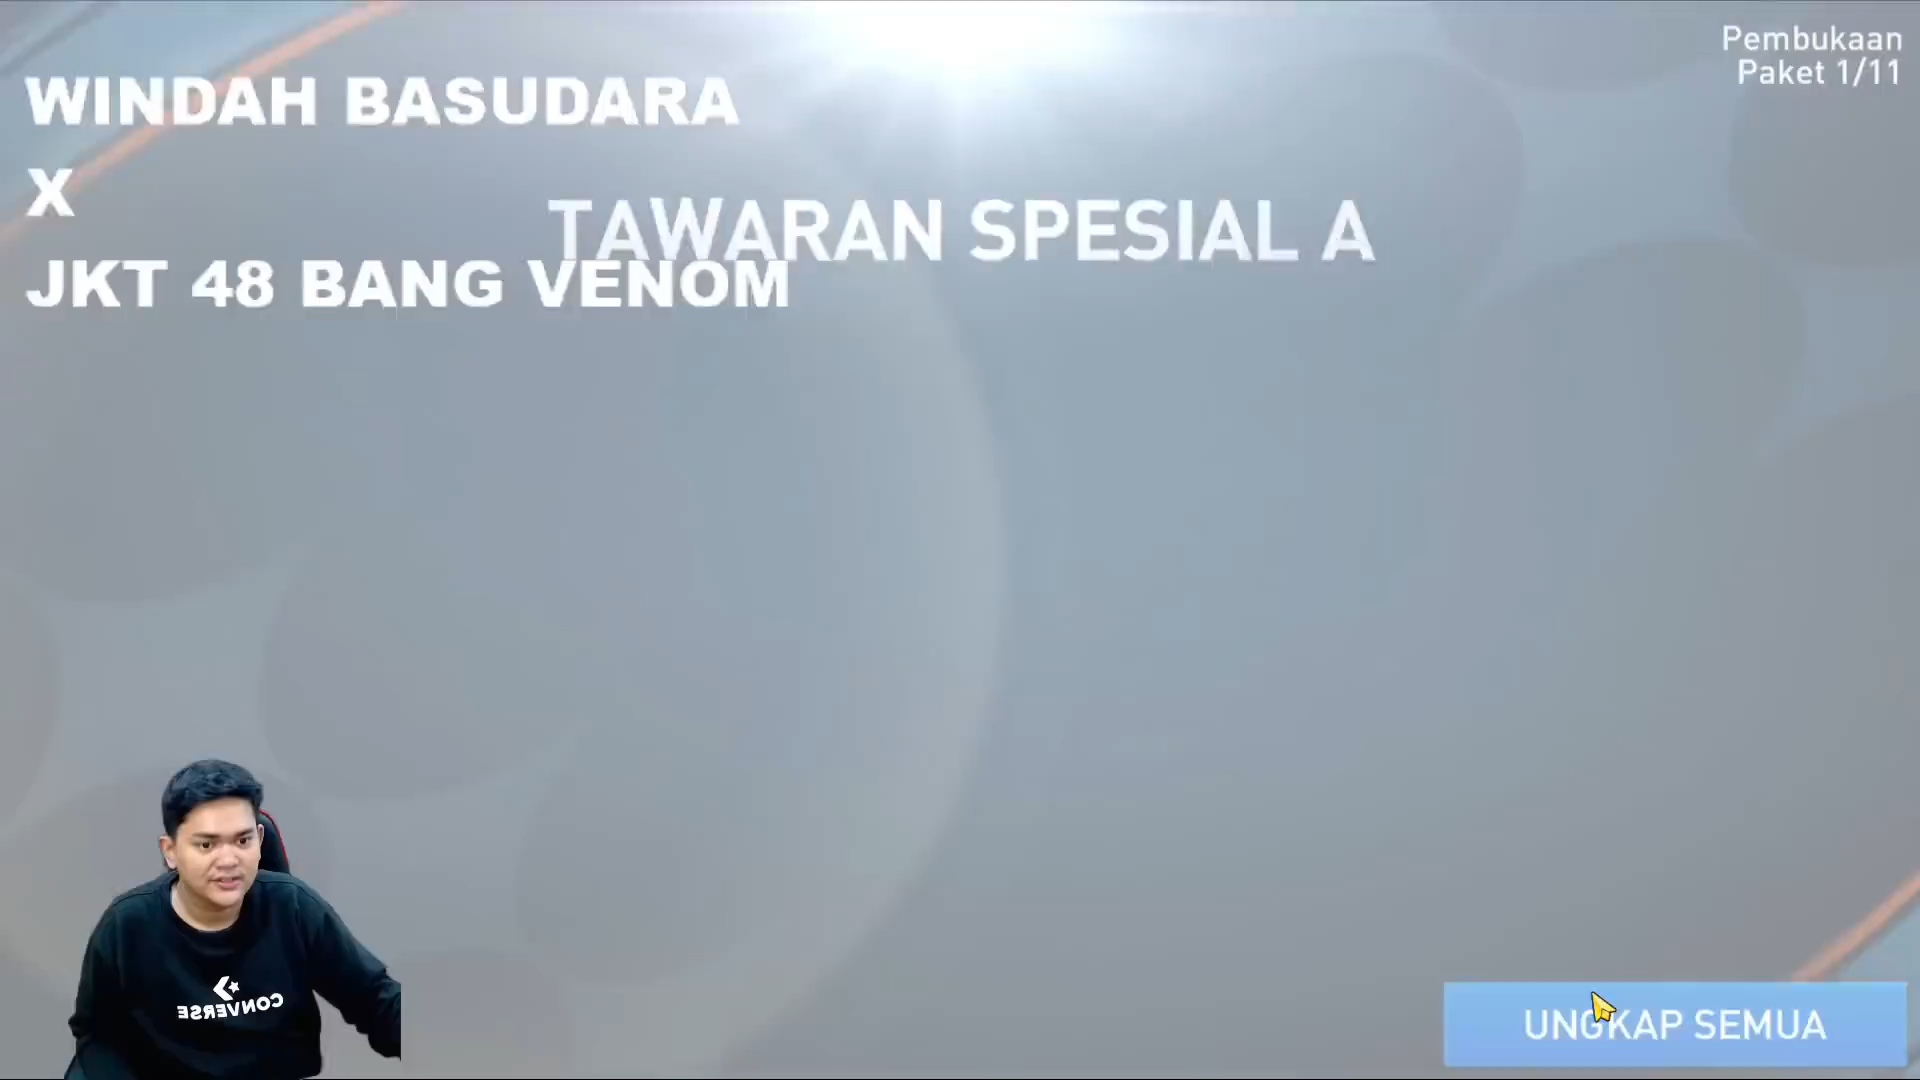 Pembukaan
Paket 1/11
WINDAH BASUDARA
X
JKT 48 BANG VENOM
TAWARAN SPESIAL A
CONVERSE
UNGKAP SEMUA